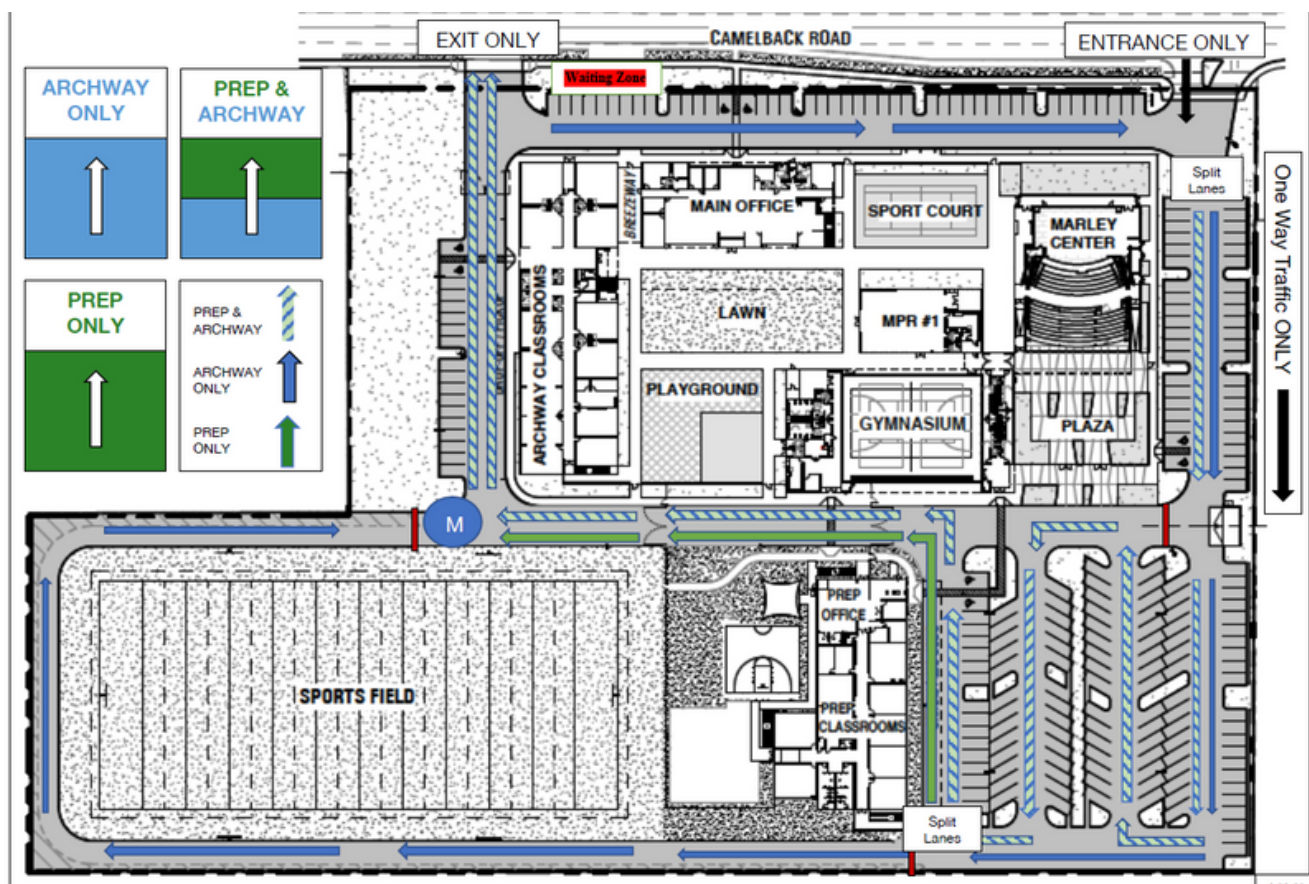 CAMELBACK ROAD
EXIT ONLY
ENTRANCE ONLY
Waiting Zone
ARCHWAY
ONLY
PREP &
ARCHWAY
PREP
ONLY
PREP &
ARCHWAY
ARCHWAY
ONLY
PREP
ONLY
Split
Lanes
One Way Traffic ONLY
BREEZEWAY
MAIN OFFICE
SPORT COURT
MARLEY
CENTER
ARCHWAY CLASSROOMS
LAWN
MPR #1
PLAYGROUND
GYMNASIUM
PLAZA
M
PREP
OFFICE
SPORTS FIELD
PREP
CLASSROOMS
Split
Lanes